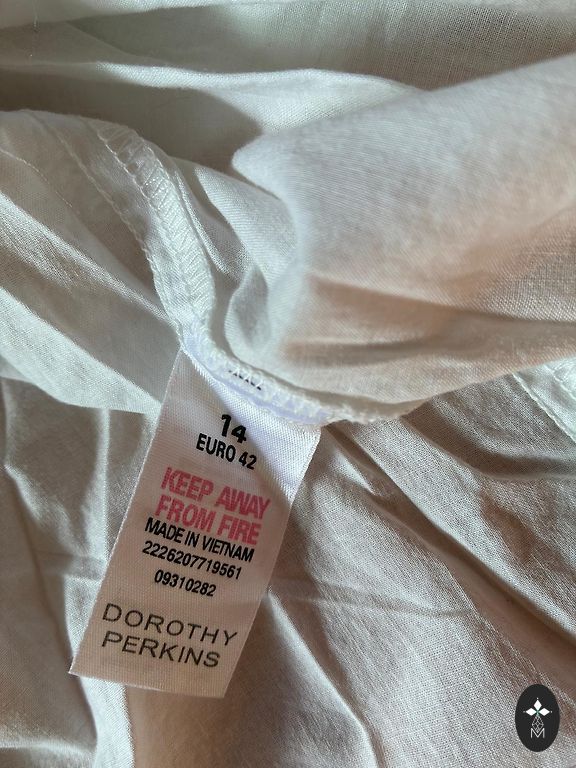 14
EURO 42
KEEP AWAY
FROM FIRE
MADE IN VIETNAM
2226207719561
09310282
DOROTHY
PERKINS
M